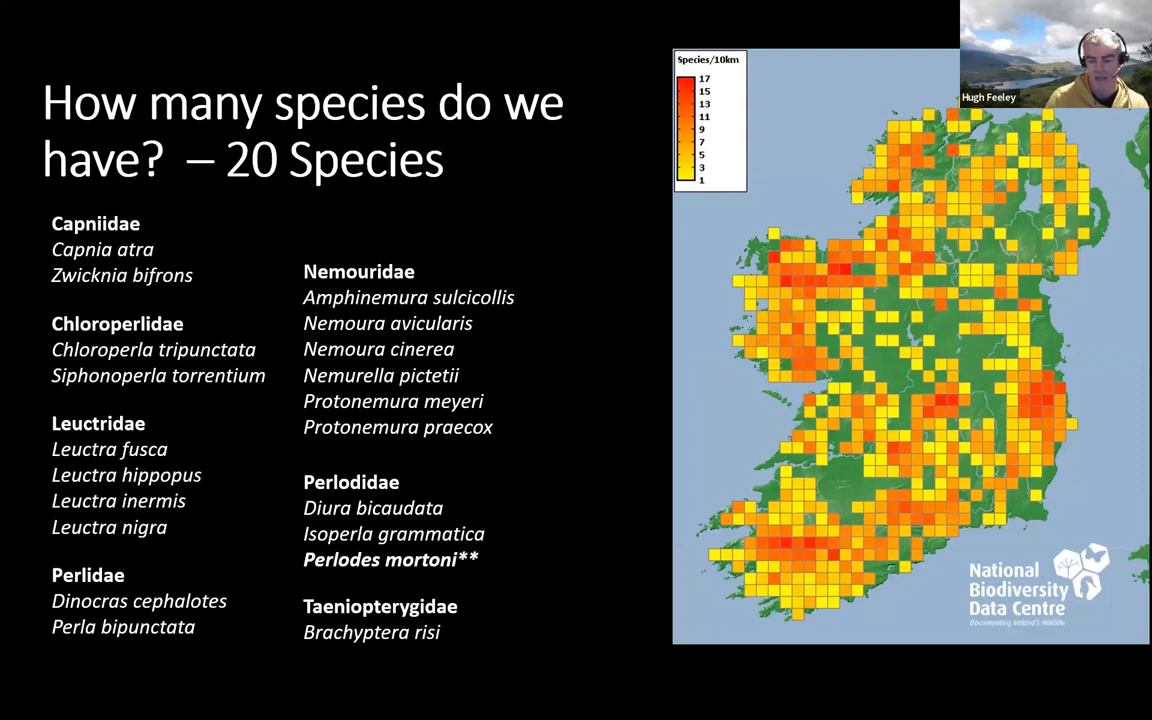 How many species do we
have? – 20 Species
Capniidae
Capnia atra
Zwicknia bifrons
Chloroperlidae
Chloroperla tripunctata
Siphonoperla torrentium
Leuctridae
Leuctra fusca
Leuctra hippopus
Leuctra inermis
Leuctra nigra
Perlidae
Dinocras cephalotes
Perla bipunctata
Nemouridae
Amphinemura sulcicollis
Nemoura avicularis
Nemoura cinerea
Nemurella pictetii
Protonemura meyeri
Protonemura praecox
Perlodidae
Diura bicaudata
Isoperla grammatica
Perlodes mortoni**
Taeniopterygidae
Brachyptera risi
Species/10km
17
15
13
11
9
7
5
3
1
Hugh Feeley
National
Biodiversity
Data Centre
Documenting Ireland's Wildlife